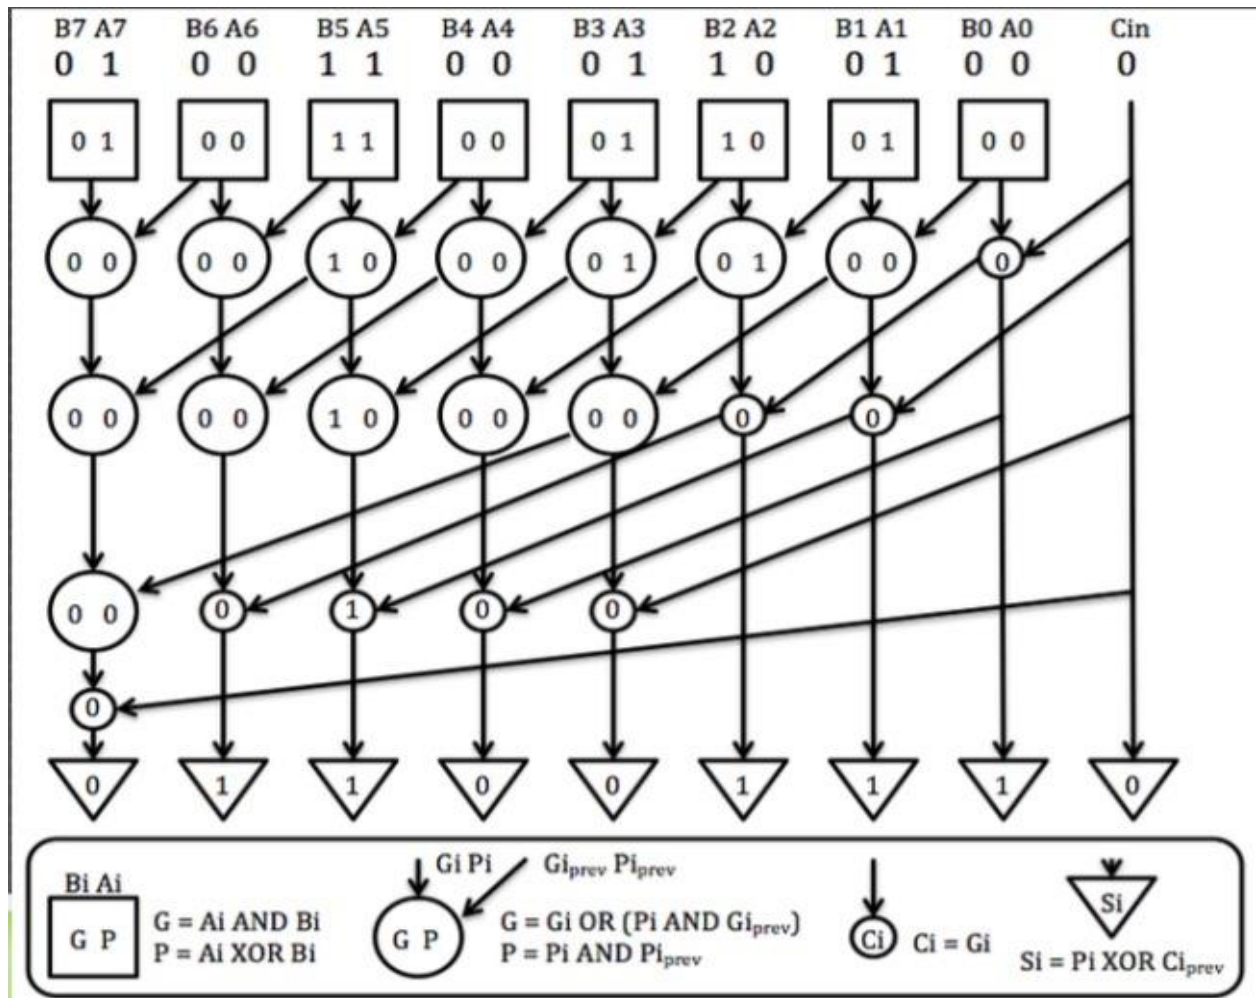 B7 A7 B6 A6 B5 A5 B4 A4 B3 A3 B2 A2 B1 A1 B0 A0 Cin
0 1 0 0 1 1 0 0 0 1 1 0 0 1 0 0 0
0 1 0 0 1 1 0 0 0 1 1 0 0 1 0 0
0 0 0 0 1 0 0 0 0 1 0 1 0 0 0
0 0 0 0 1 0 0 0 0 0 0 0
0 0 0 1 0 0
0
0 1 1 0 0 1 1 1 0
Bi Ai
G P
G = Ai AND Bi
P = Ai XOR Bi
Gi Pi
Giprev Piprev
G P
G = Gi OR (Pi AND Giprev)
P = Pi AND Piprev
Ci
Ci = Gi
Si
Si = Pi XOR Ciprev